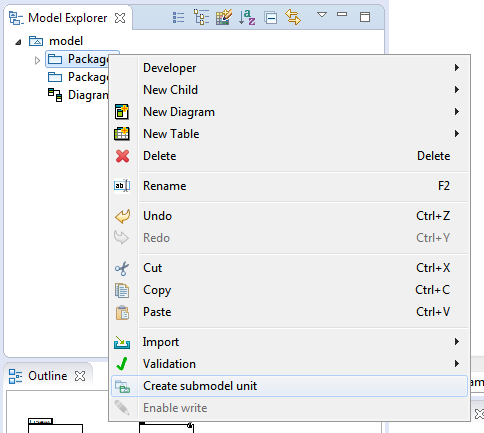 Model Explorer
model
Package
Developer
New Child
Package
New Diagram
Diagram
New Table
Delete Delete
Rename F2
Undo Ctrl+Z
Redo Ctrl+Y
Cut Ctrl+X
Copy Ctrl+C
Paste Ctrl+V
Import
Validation
Outline
Create submodel unit
am
Enable write